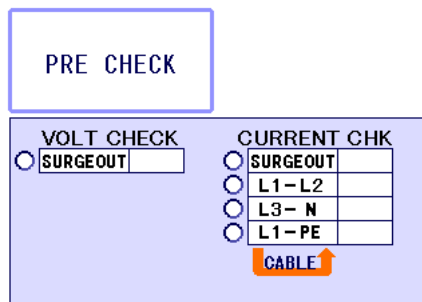 PRE CHECK
VOLT CHECK
SURGEOUT
CURRENT CHK
SURGEOUT
L1-L2
L3- N
L1-PE
CABLE